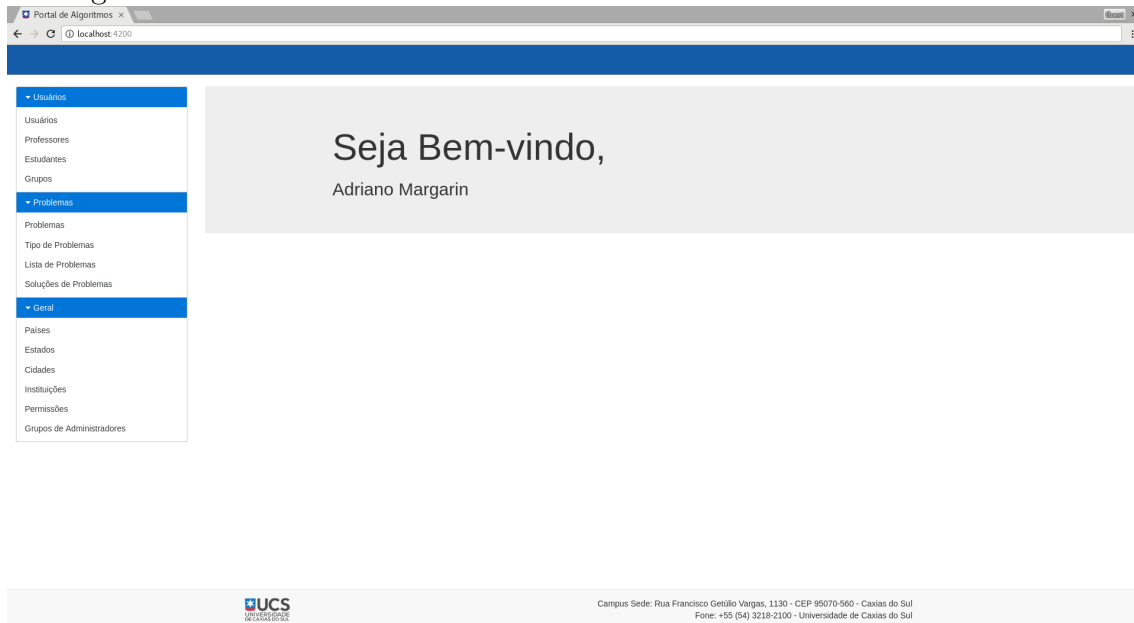 Portal de Algoritmos
Guest
localhost:4200
Usuários
Usuários
Professores
Estudantes
Grupos
Problemas
Problemas
Tipo de Problemas
Lista de Problemas
Soluções de Problemas
Geral
Países
Estados
Cidades
Instituições
Permissões
Grupos de Administradores
Seja Bem-vindo,
Adriano Margarin
UCS
UNIVERSIDADE
DE CAXIAS DO SUL
Campus Sede: Rua Francisco Getúlio Vargas, 1130 - CEP 95070-560 - Caxias do Sul
Fone: +55 (54) 3218-2100 - Universidade de Caxias do Sul